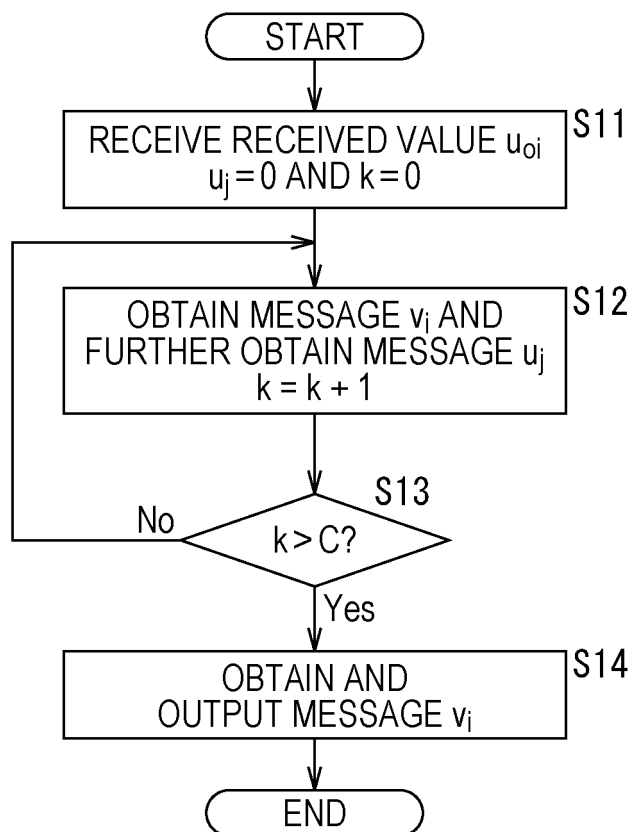 START
S11
RECEIVE RECEIVED VALUE uoi
uj=0 AND k=0
S12
OBTAIN MESSAGE vi AND
FURTHER OBTAIN MESSAGE uj
k = k + 1
S13
No
k > C?
Yes
S14
OBTAIN AND
OUTPUT MESSAGE vi
END